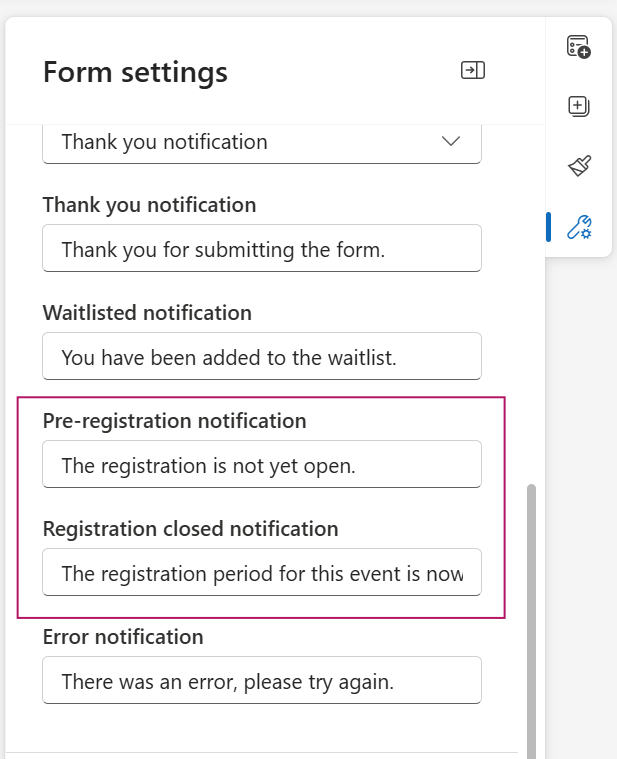 Form settings
Thank you notification
Thank you notification
Thank you for submitting the form.
Waitlisted notification
You have been added to the waitlist.
Pre-registration notification
The registration is not yet open.
Registration closed notification
The registration period for this event is now
Error notification
There was an error, please try again.